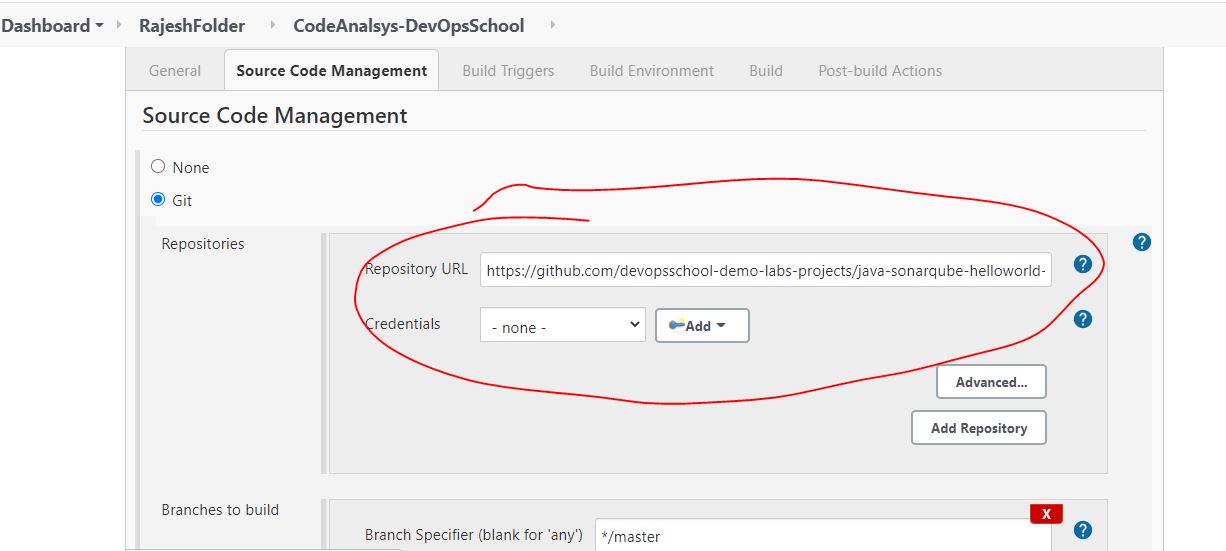 Dashboard RajeshFolder CodeAnalsys-DevOpsSchool
General Source Code Management Build Triggers Build Environment Build Post-build Actions
Source Code Management
None
Git
Repositories
Repository URL https://github.com/devopsschool-demo-labs-projects/java-sonarqube-helloworld-
Credentials - none - Add
Advanced...
Add Repository
Branches to build
X
Branch Specifier (blank for 'any') */master